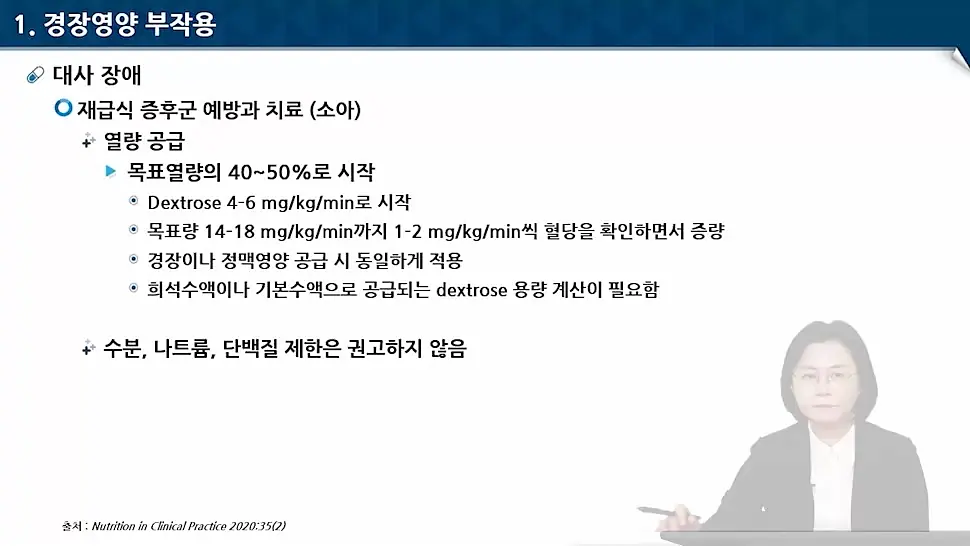 1. 경장영양 부작용
대사 장애
재급식 증후군 예방과 치료 (소아)
열량 공급
목표열량의 40~50%로 시작
Dextrose 4-6 mg/kg/min로 시작
목표량 14-18 mg/kg/min까지 1-2 mg/kg/min씩 혈당을 확인하면서 증량
경장이나 정맥영양 공급 시 동일하게 적용
희석수액이나 기본수액으로 공급되는 dextrose 용량 계산이 필요함
수분, 나트륨, 단백질 제한은 권고하지 않음
출처 : Nutrition in Clinical Practice 2020:35(2)